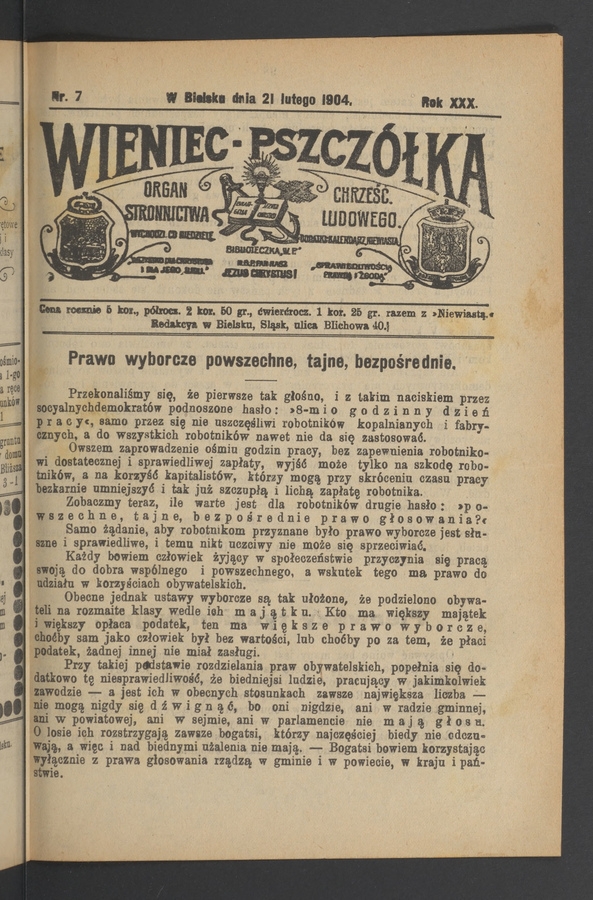 Nr. 7 W Bielsku dnia 21 lutego 1904. Rok XXX.
WIENIEC-PSZCZÓŁKA
ORGAN CHRZEŚC.
STRONNICTWA LUDOWEGO.
WYCHODZI CO NIEDZIELĘ.
Cena rocznie 5 kor., półrocz. 2 kor. 50 gr., ćwierćrocz. 1 kor. 25 gr. razem z »Niewiastą.«
Redakcya w Bielsku, Śląsk, ulica Blichowa 40.]
Prawo wyborcze powszechne, tajne, bezpośrednie.
Przekonaliśmy się, że pierwsze tak głośno, i z takim naciskiem przez
socyalnychdemokratów podnoszone hasło: »8-mio godzinny dzień
pracy«, samo przez się nie uszczęśliwi robotników kopalnianych i fabry-
cznych, a do wszystkich robotników nawet nie da się zastosować.
Owszem zaprowadzenie ośmiu godzin pracy, bez zapewnienia robotniko-
wi dostatecznej i sprawiedliwej zapłaty, wyjść może tylko na szkodę robo-
tników, a na korzyść kapitalistów, którzy mogą przy skróceniu czasu pracy
bezkarnie umniejszyć i tak już szczupłą i lichą zapłatę robotnika.
Zobaczmy teraz, ile warte jest dla robotników drugie hasło: »po-
wszechne, tajne, bezpośrednie prawo głosowania?«
Samo żądanie, aby robotnikom przyznane było prawo wyborcze jest słu-
szne i sprawiedliwe, i temu nikt uczciwy nie może się sprzeciwiać.
Każdy bowiem człowiek żyjący w społeczeństwie przyczynia się pracą
swoją do dobra wspólnego i powszechnego, a wskutek tego ma prawo do
udziału w korzyściach obywatelskich.
Obecne jednak ustawy wyborcze są tak ułożone, że podzielono obywa-
teli na rozmaite klasy wedle ich majątku. Kto ma większy majątek
i większy opłaca podatek, ten ma większe prawo wyborcze,
choćby sam jako człowiek był bez wartości, lub choćby po za tem, że płaci
podatek, żadnej innej nie miał zasługi.
Przy takiej podstawie rozdzielania praw obywatelskich, popełnia się do-
datkowo tę niesprawiedliwość, że biedniejsi ludzie, pracujący w jakimkolwiek
zawodzie — a jest ich w obecnych stosunkach zawsze największa liczba —
nie mogą nigdy się dźwignąć, bo oni nigdzie, ani w radzie gminnej,
ani w powiatowej, ani w sejmie, ani w parlamencie nie mają głosu.
O losie ich rozstrzygają zawsze bogatsi, którzy najczęściej biedy nie odczu-
wają, a więc i nad biednymi użalenia nie mają. — Bogatsi bowiem korzystając
wyłącznie z prawa głosowania rządzą w gminie i w powiecie, w kraju i pań-
stwie.